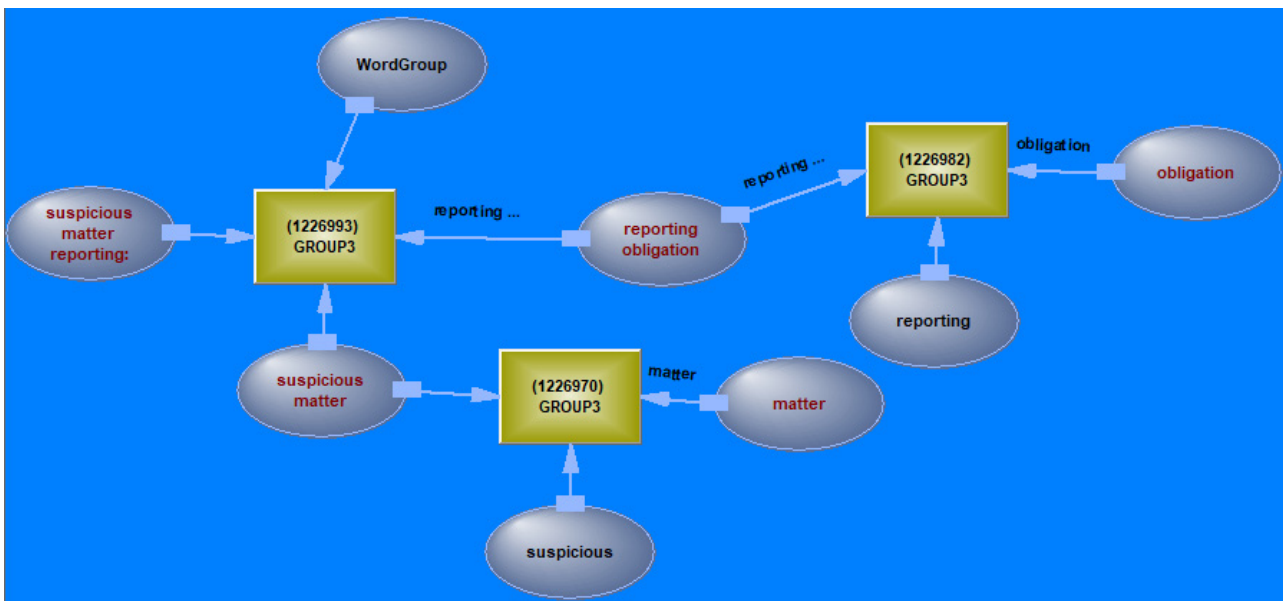 WordGroup
(1226982)
GROUP3
obligation
obligation
reporting ...
suspicious
matter
reporting:
(1226993)
GROUP3
reporting ...
reporting
obligation
reporting
suspicious
matter
(1226970)
GROUP3
matter
matter
suspicious